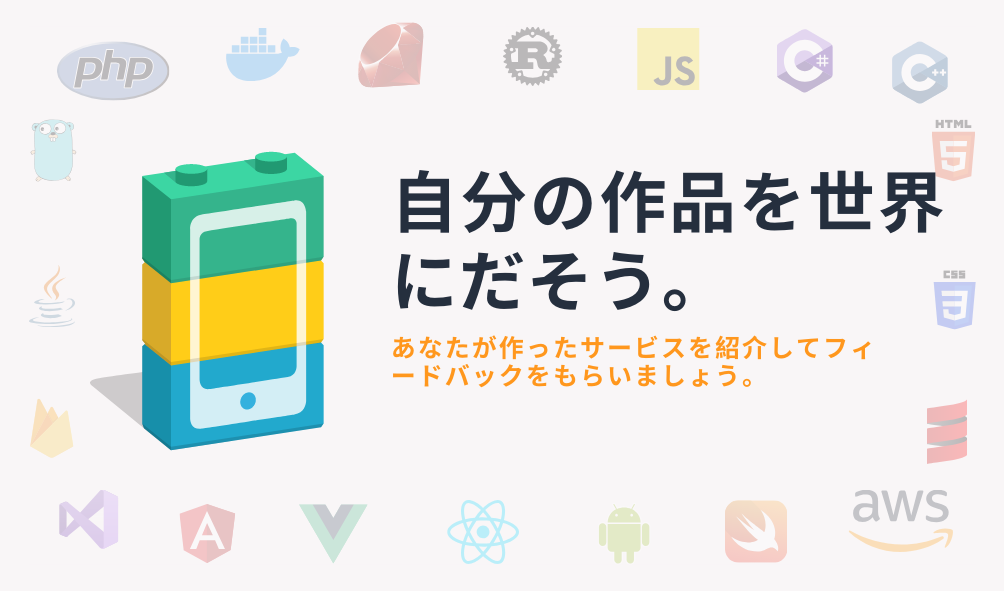 php
R
JS
C#
C++
HTML
5
自分の作品を世界
にだそう。
CSS
3
あなたが作ったサービスを紹介してフィ
ードバックをもらいましょう。
A
aws